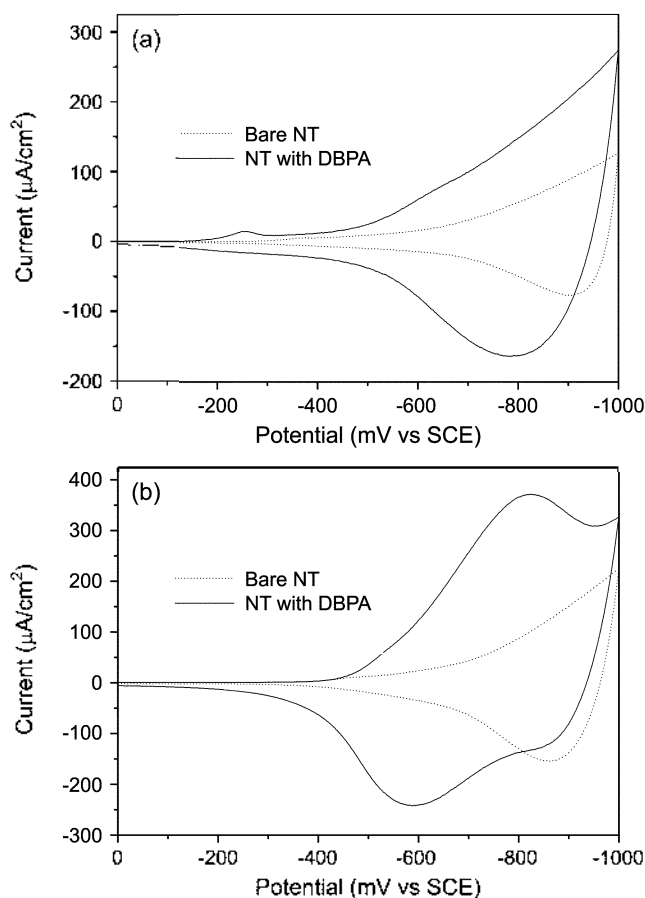 (a)
300
200
100
0
-100
-200
Current (μA/cm²)
Bare NT
NT with DBPA
0 -200 -400 -600 -800 -1000
Potential (mV vs SCE)
(b)
400
300
200
100
0
-100
-200
-300
Current (μA/cm²)
Bare NT
NT with DBPA
0 -200 -400 -600 -800 -1000
Potential (mV vs SCE)